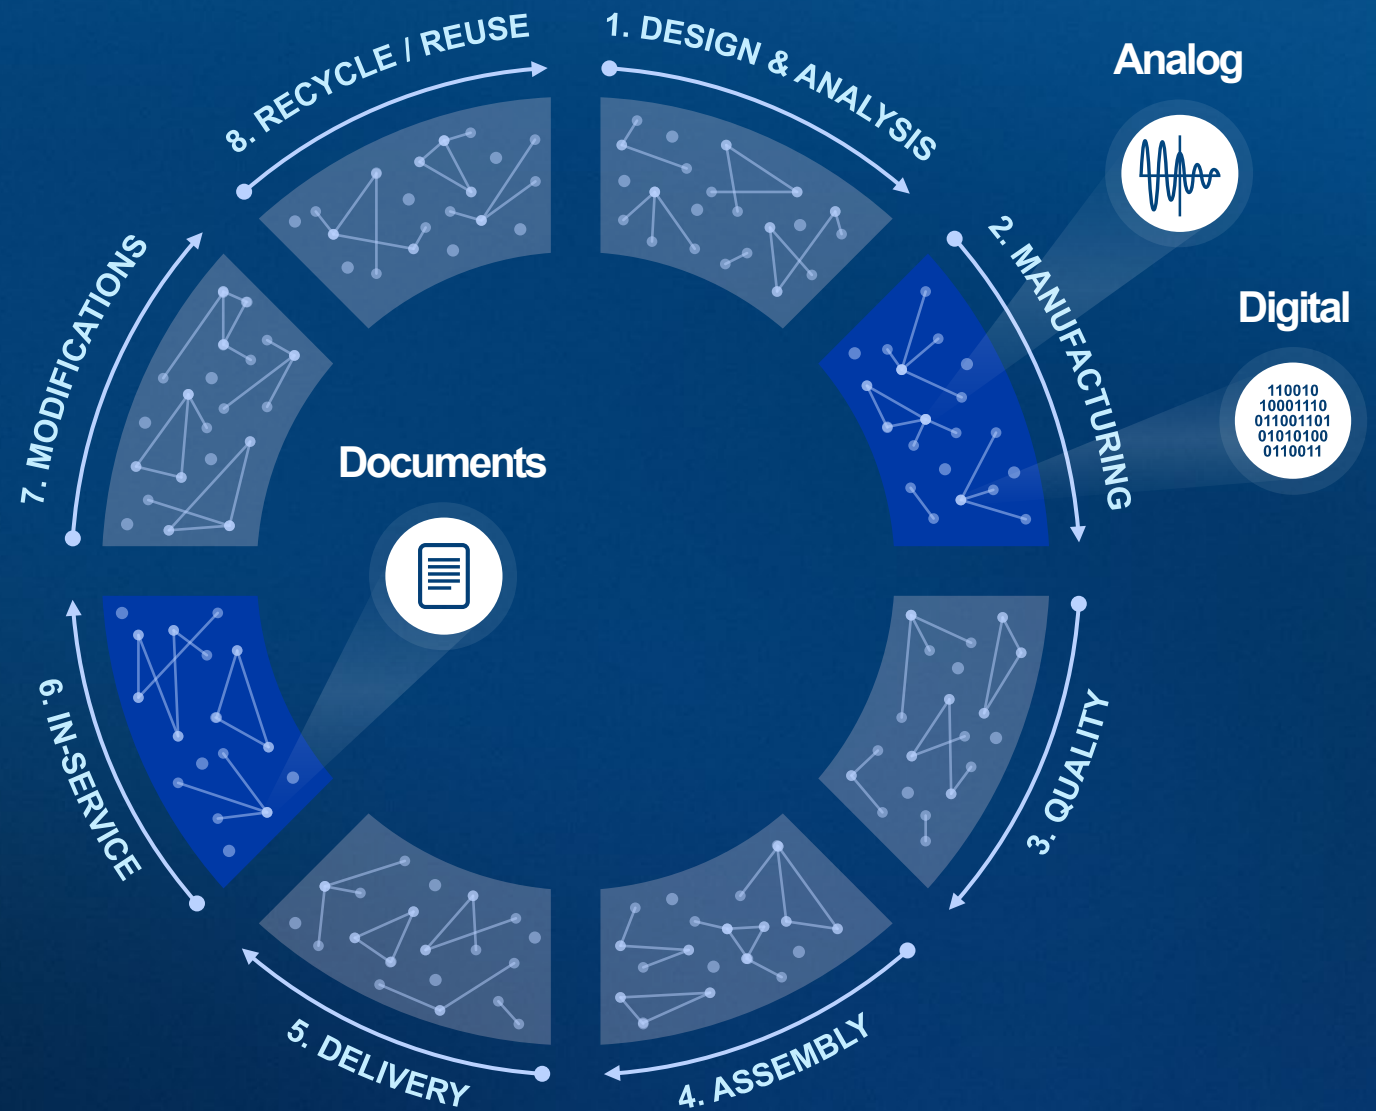 1. DESIGN & ANALYSIS
2. MANUFACTURING
3. QUALITY
4. ASSEMBLY
5. DELIVERY
6. IN-SERVICE
7. MODIFICATIONS
8. RECYCLE / REUSE
Analog
Digital
110010
10001110
011001101
01010100
0110011
Documents